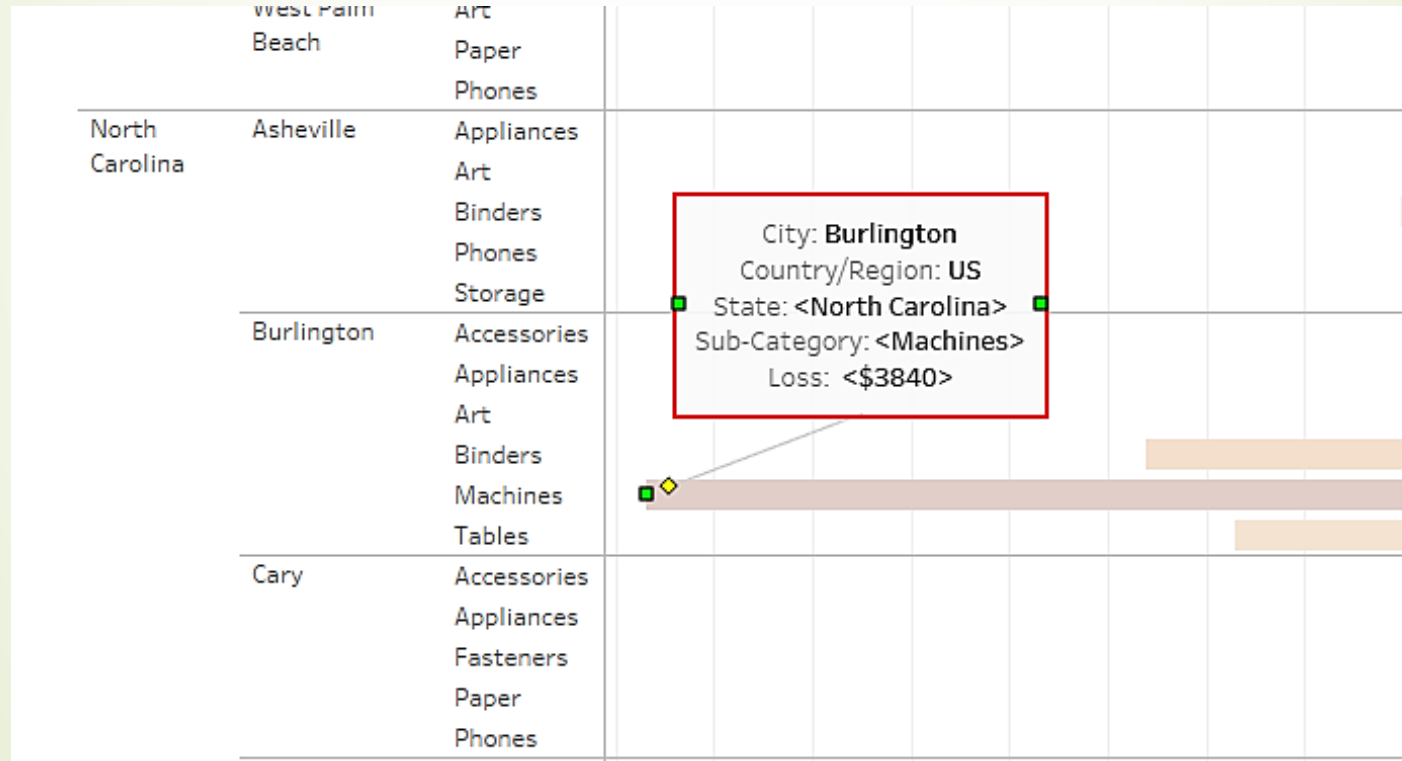 West Palm Art
Beach Paper
Phones
North Asheville Appliances
Carolina Art
Binders
Phones
Storage
Burlington Accessories
Appliances
Art
Binders
Machines
Tables
Cary Accessories
Appliances
Fasteners
Paper
Phones
City: Burlington
Country/Region: US
State: <North Carolina>
Sub-Category: <Machines>
Loss: <$3840>